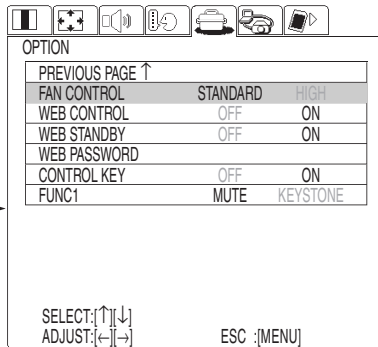 OPTION
PREVIOUS PAGE ↑
FAN CONTROL STANDARD HIGH
WEB CONTROL OFF ON
WEB STANDBY OFF ON
WEB PASSWORD
CONTROL KEY OFF ON
FUNC1 MUTE KEYSTONE
SELECT:[↑][↓]
ADJUST:[←][→] ESC :[MENU]